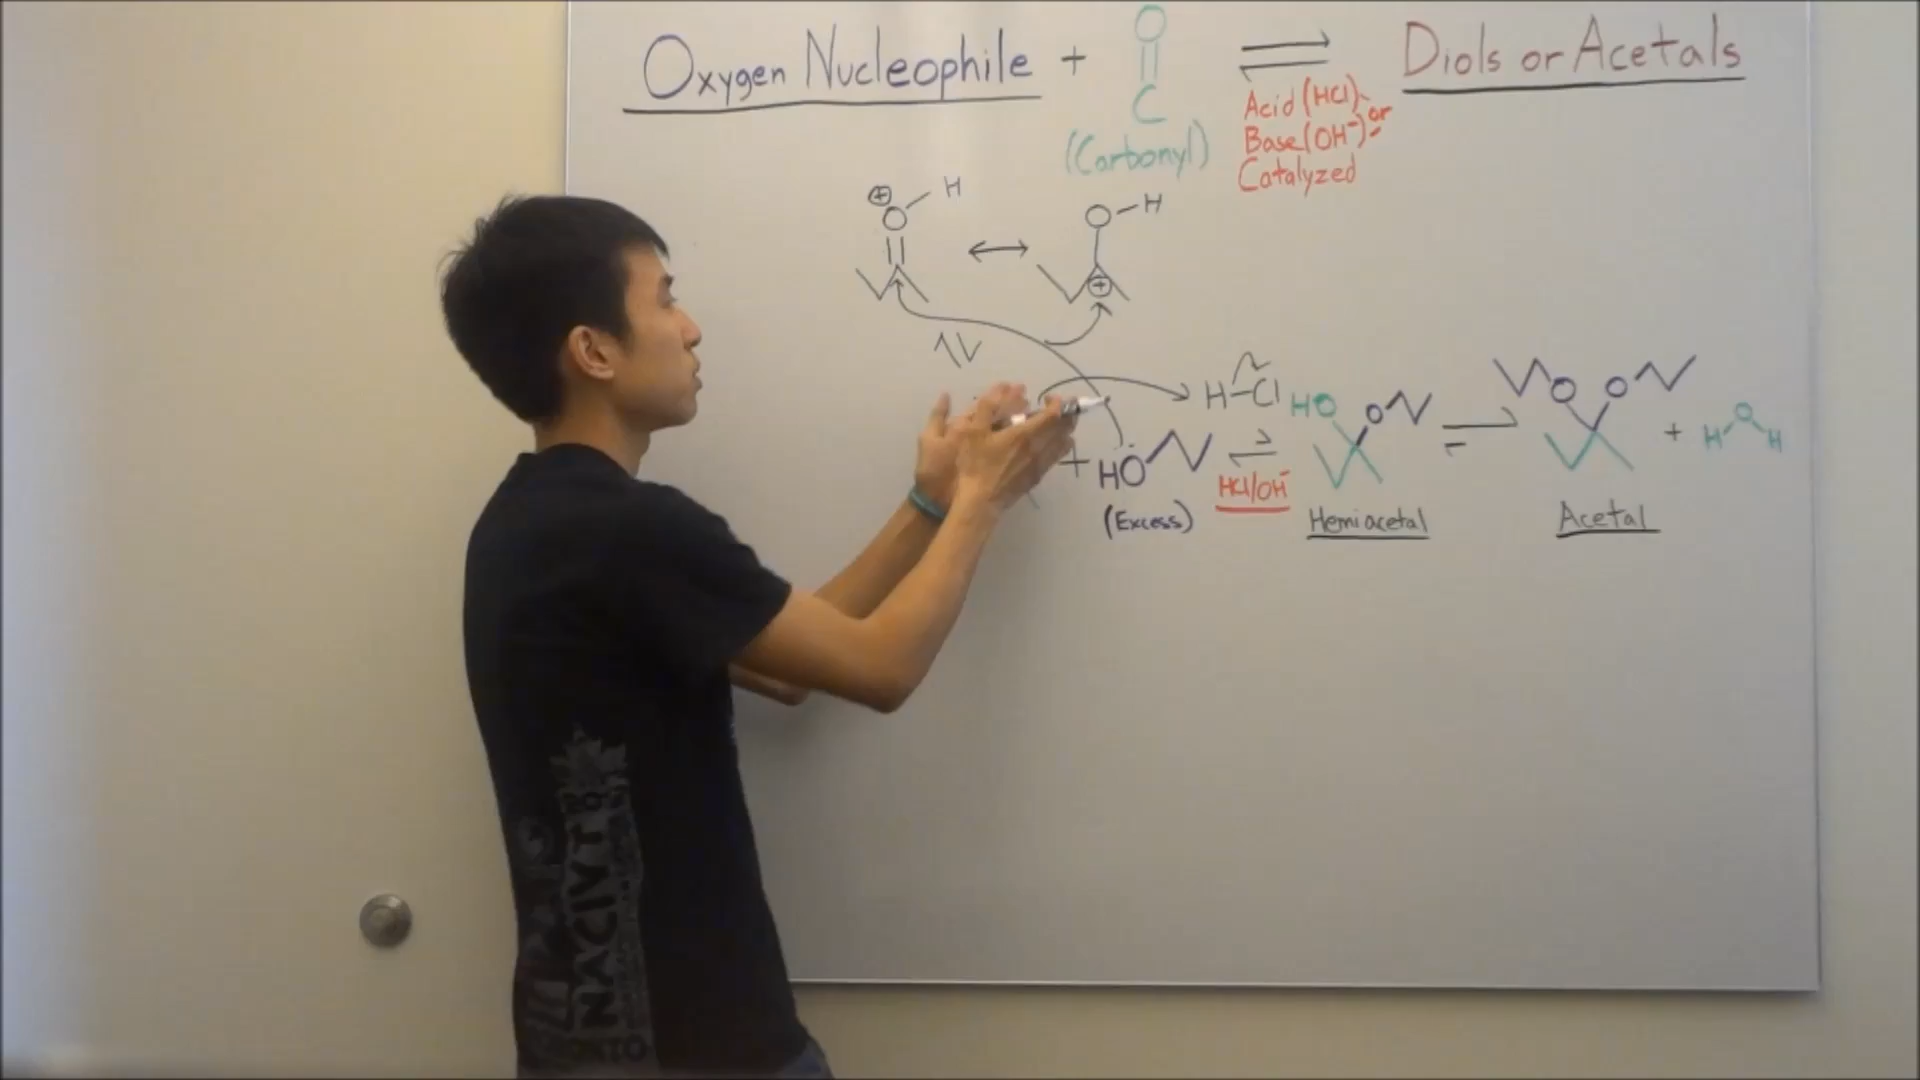 Oxygen Nucleophile + O ⇌ Diols or Acetals
C
(Carbonyl)
Acid (HCl) or
Base (OH⁻)
Catalyzed
⊕ O H
O H
⊕
H Cl
+ HO
(Excess)
HCl/OH⁻
HO O
Hemiacetal
O O + H O H
Acetal